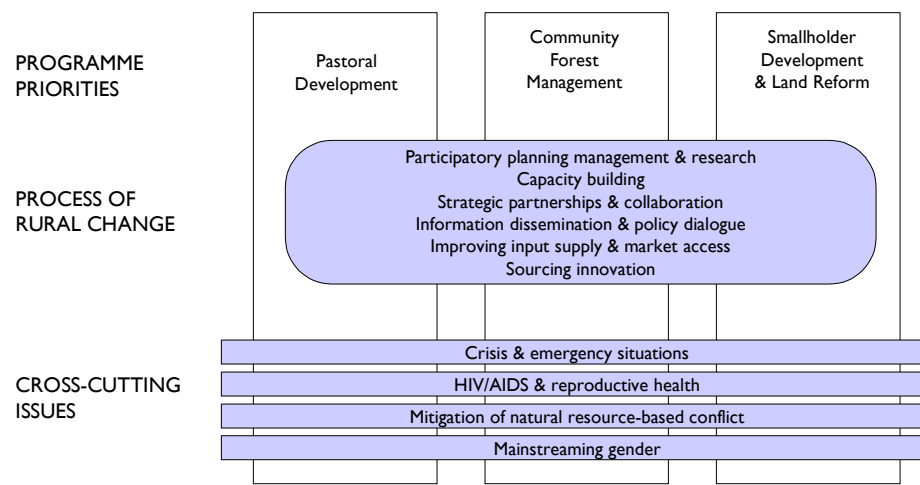 PROGRAMME
PRIORITIES
Pastoral
Development
Community
Forest
Management
Smallholder
Development
& Land Reform
PROCESS OF
RURAL CHANGE
Participatory planning management & research
Capacity building
Strategic partnerships & collaboration
Information dissemination & policy dialogue
Improving input supply & market access
Sourcing innovation
CROSS-CUTTING
ISSUES
Crisis & emergency situations
HIV/AIDS & reproductive health
Mitigation of natural resource-based conflict
Mainstreaming gender